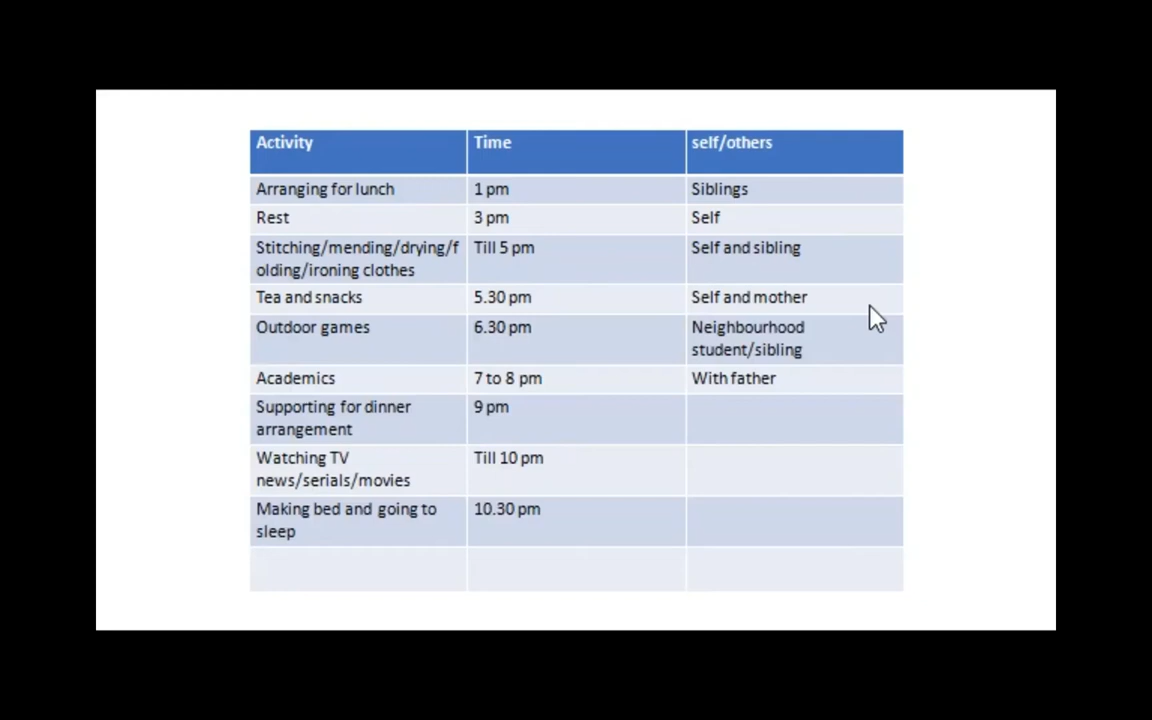 Activity Time self/others
Arranging for lunch 1 pm Siblings
Rest 3 pm Self
Stitching/mending/drying/f Till 5 pm Self and sibling
olding/ironing clothes
Tea and snacks 5.30 pm Self and mother
Outdoor games 6.30 pm Neighbourhood
student/sibling
Academics 7 to 8 pm With father
Supporting for dinner 9 pm
arrangement
Watching TV Till 10 pm
news/serials/movies
Making bed and going to 10.30 pm
sleep